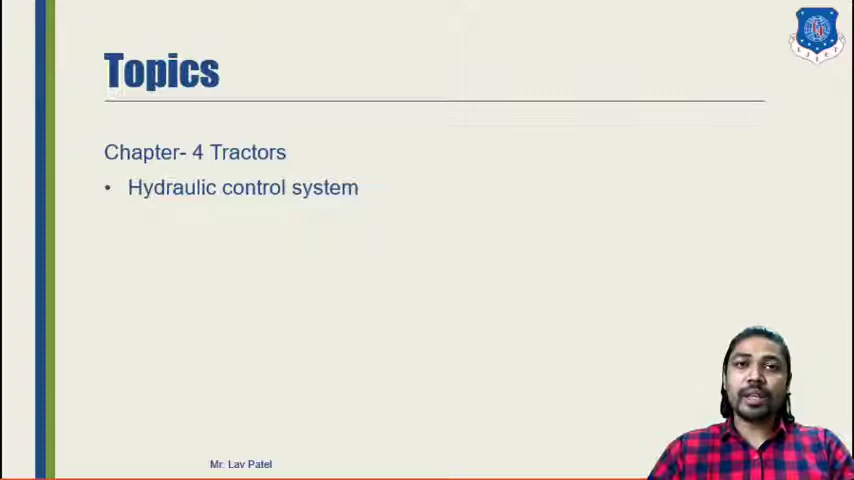 Topics
Chapter- 4 Tractors
• Hydraulic control system
Mr. Lav Patel